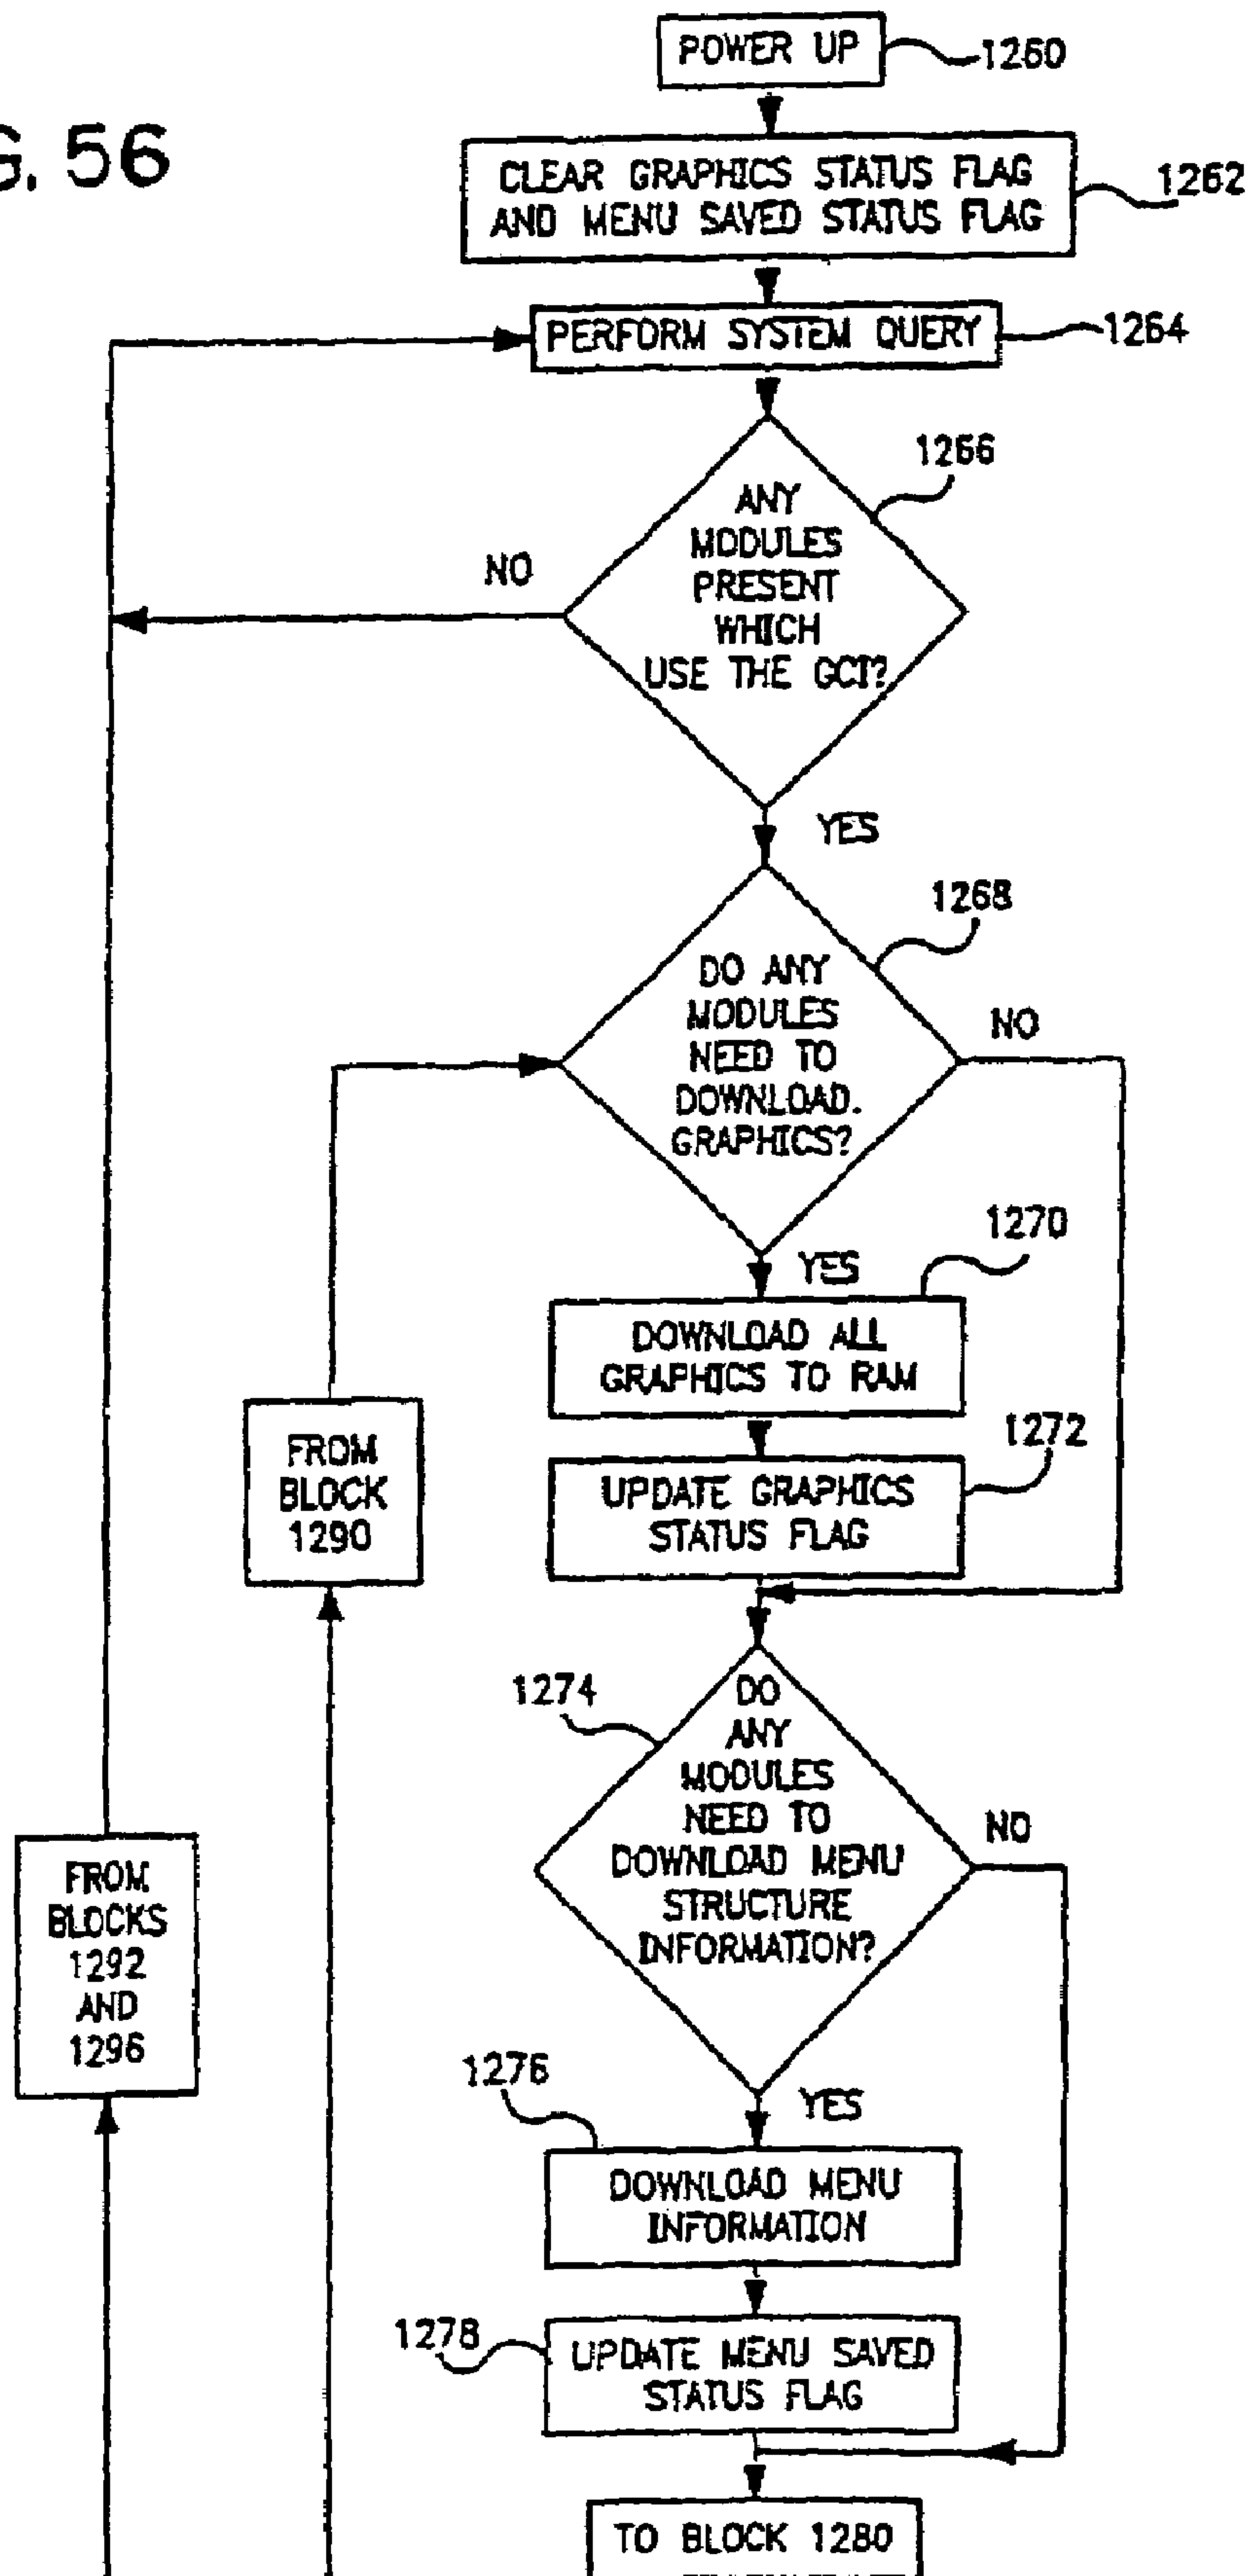 G. 56
POWER UP
1260
CLEAR GRAPHICS STATUS FLAG
AND MENU SAVED STATUS FLAG
1262
PERFORM SYSTEM QUERY
1264
1266
ANY
MODULES
PRESENT
WHICH
USE THE GCI?
NO
YES
1268
DO ANY
MODULES
NEED TO
DOWNLOAD.
GRAPHICS?
NO
YES
1270
DOWNLOAD ALL
GRAPHICS TO RAM
1272
UPDATE GRAPHICS
STATUS FLAG
FROM
BLOCK
1290
1274
DO
ANY
MODULES
NEED TO
DOWNLOAD MENU
STRUCTURE
INFORMATION?
NO
YES
FROM
BLOCKS
1292
AND
1296
1276
DOWNLOAD MENU
INFORMATION
1278
UPDATE MENU SAVED
STATUS FLAG
TO BLOCK 1280